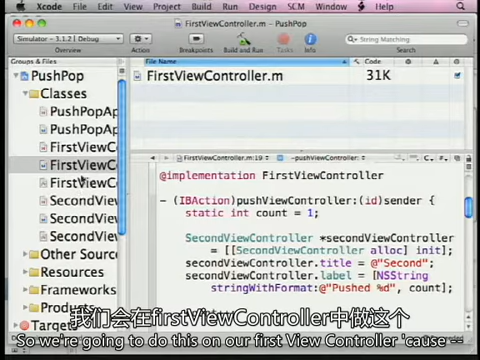 Xcode File Edit View Project Build Run Design SCM Window Help
FirstViewController.m - PushPop
Simulator - 3.1.2 | Debug
Overview Action Breakpoints Build and Run Tasks Info Search
String Matching
Groups & Files
File Name Code
PushPop
FirstViewController.m 31K
Classes
PushPopAp
PushPopAp
FirstViewC
FirstViewC
FirstViewC
SecondView
SecondView
SecondView
Other Source
Resources
Frameworks
Products
Targets
FirstViewController.m:19
-pushViewController:
@implementation FirstViewController
- (IBAction)pushViewController:(id)sender {
static int count = 1;
SecondViewController *secondViewController
= [[SecondViewController alloc] init];
secondViewController.title = @"Second";
secondViewController.label = [NSString
stringWithFormat:@"Pushed %d", count];
我们会在firstViewController中做这个
So we're going to do this on our first View Controller 'cause --